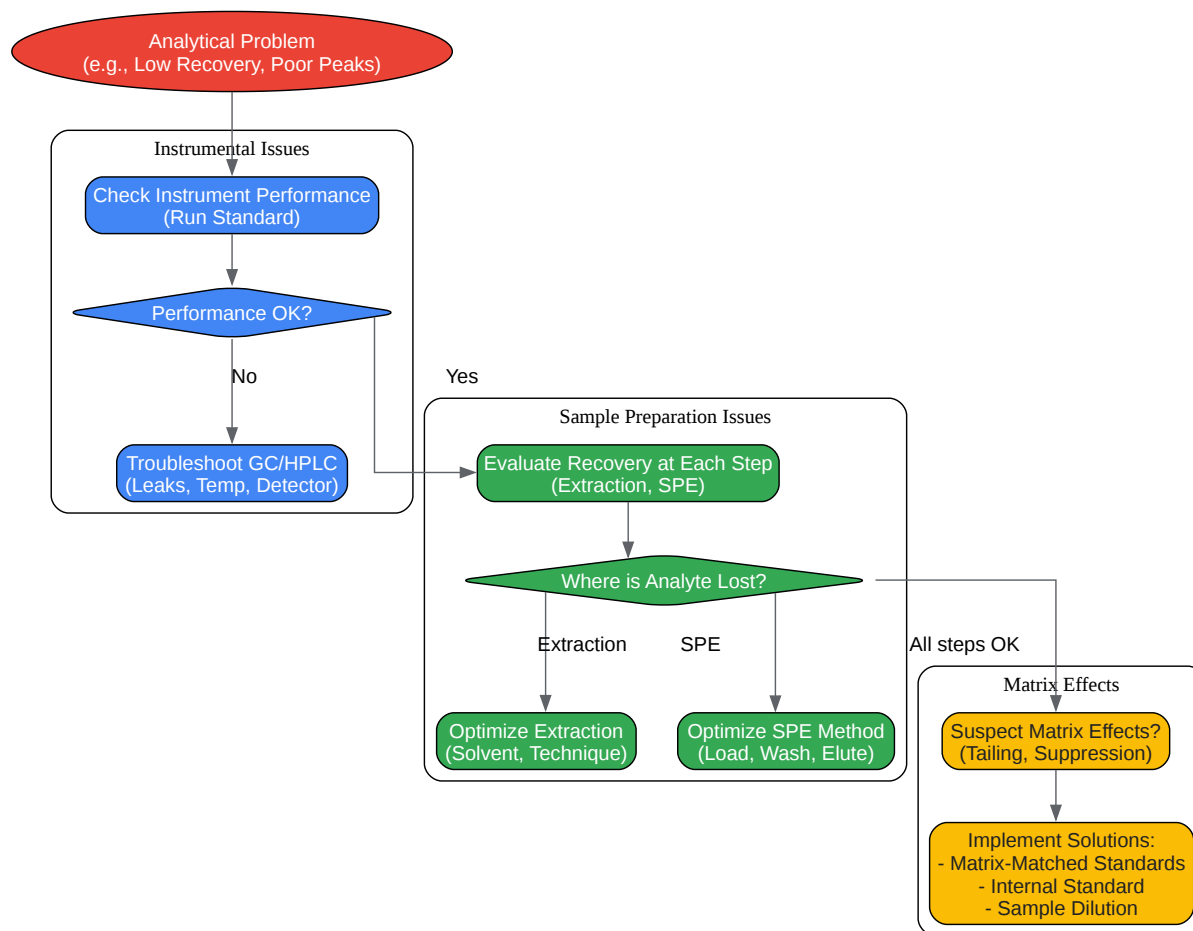 Analytical Problem
(e.g., Low Recovery, Poor Peaks)
Instrumental Issues
Check Instrument Performance
(Run Standard)
Performance OK?
No
Yes
Troubleshoot GC/HPLC
(Leaks, Temp, Detector)
Sample Preparation Issues
Evaluate Recovery at Each Step
(Extraction, SPE)
Where is Analyte Lost?
Extraction
SPE
All steps OK
Optimize Extraction
(Solvent, Technique)
Optimize SPE Method
(Load, Wash, Elute)
Matrix Effects
Suspect Matrix Effects?
(Tailing, Suppression)
Implement Solutions:
- Matrix-Matched Standards
- Internal Standard
- Sample Dilution